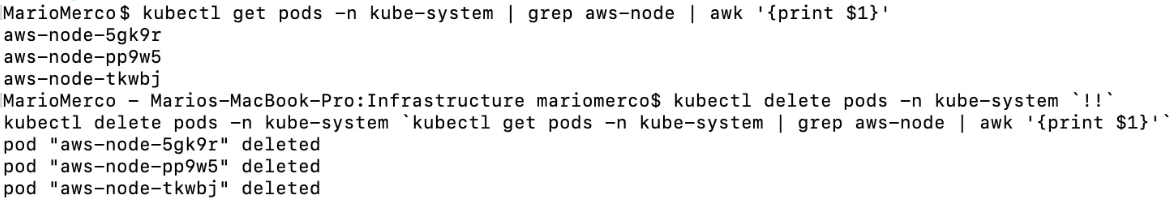 MarioMerco$ kubectl get pods -n kube-system | grep aws-node | awk '{print $1}'
aws-node-5gk9r
aws-node-pp9w5
aws-node-tkwbj
MarioMerco - Marios-MacBook-Pro:Infrastructure mariomerco$ kubectl delete pods -n kube-system `!!`
kubectl delete pods -n kube-system `kubectl get pods -n kube-system | grep aws-node | awk '{print $1}'`
pod "aws-node-5gk9r" deleted
pod "aws-node-pp9w5" deleted
pod "aws-node-tkwbj" deleted